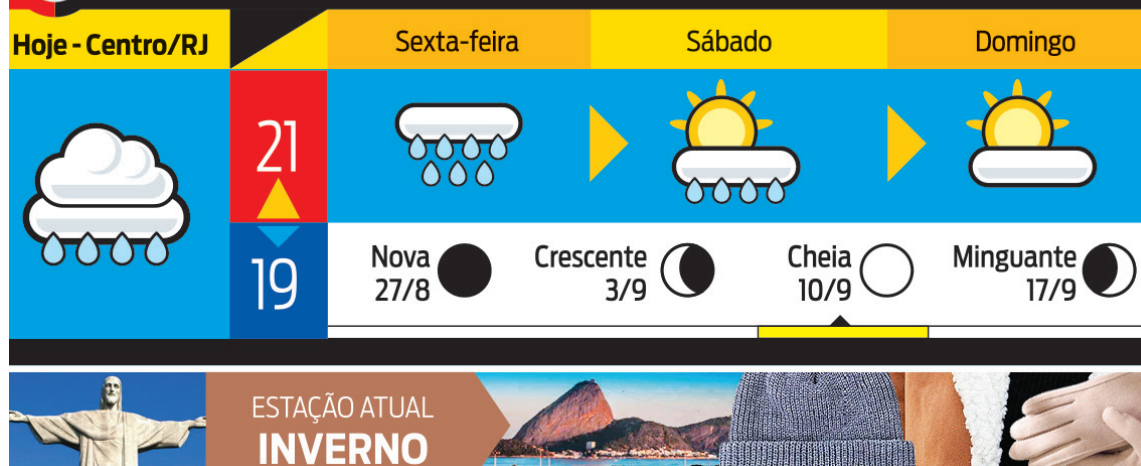 Hoje - Centro/RJ
Sexta-feira
Sábado
Domingo
21
19
Nova
27/8
Crescente
3/9
Cheia
10/9
Minguante
17/9
ESTAÇÃO ATUAL
INVERNO